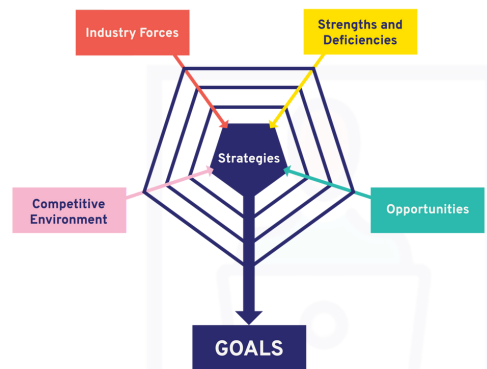 Industry Forces
Strengths and
Deficiencies
Strategies
Competitive
Environment
Opportunities
GOALS